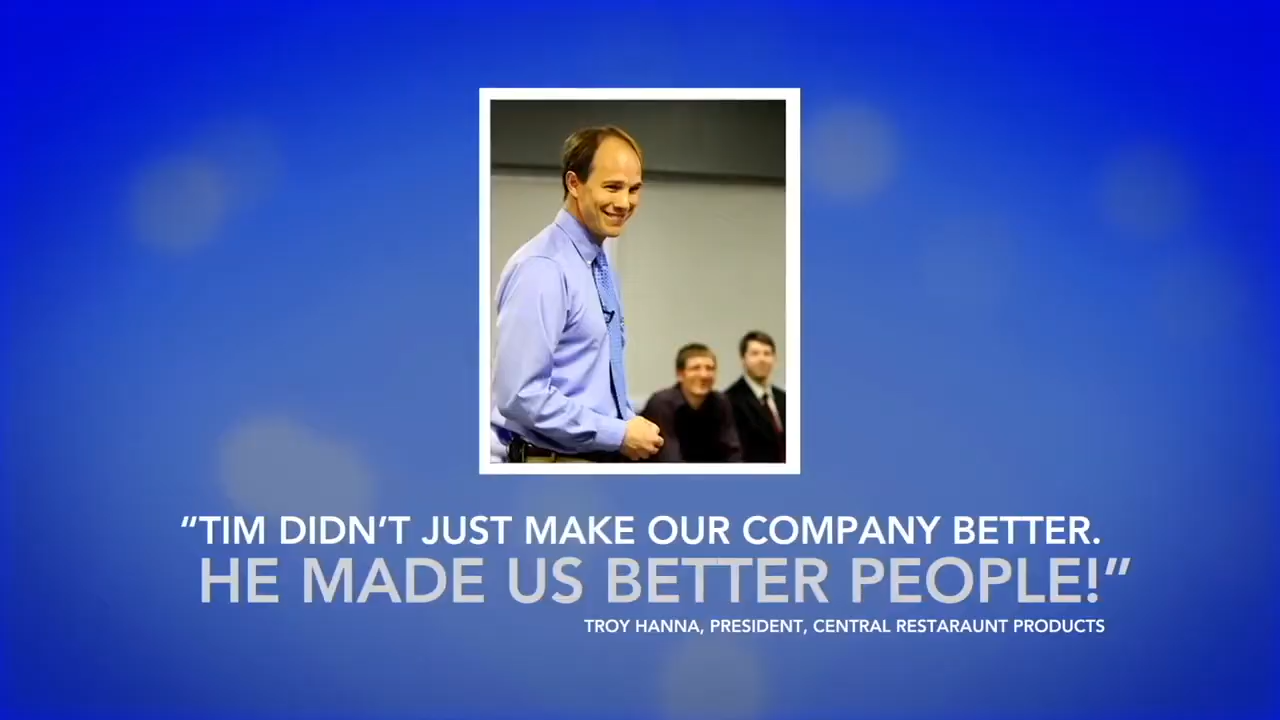 “TIM DIDN’T JUST MAKE OUR COMPANY BETTER.
HE MADE US BETTER PEOPLE!”
TROY HANNA, PRESIDENT, CENTRAL RESTARAUNT PRODUCTS